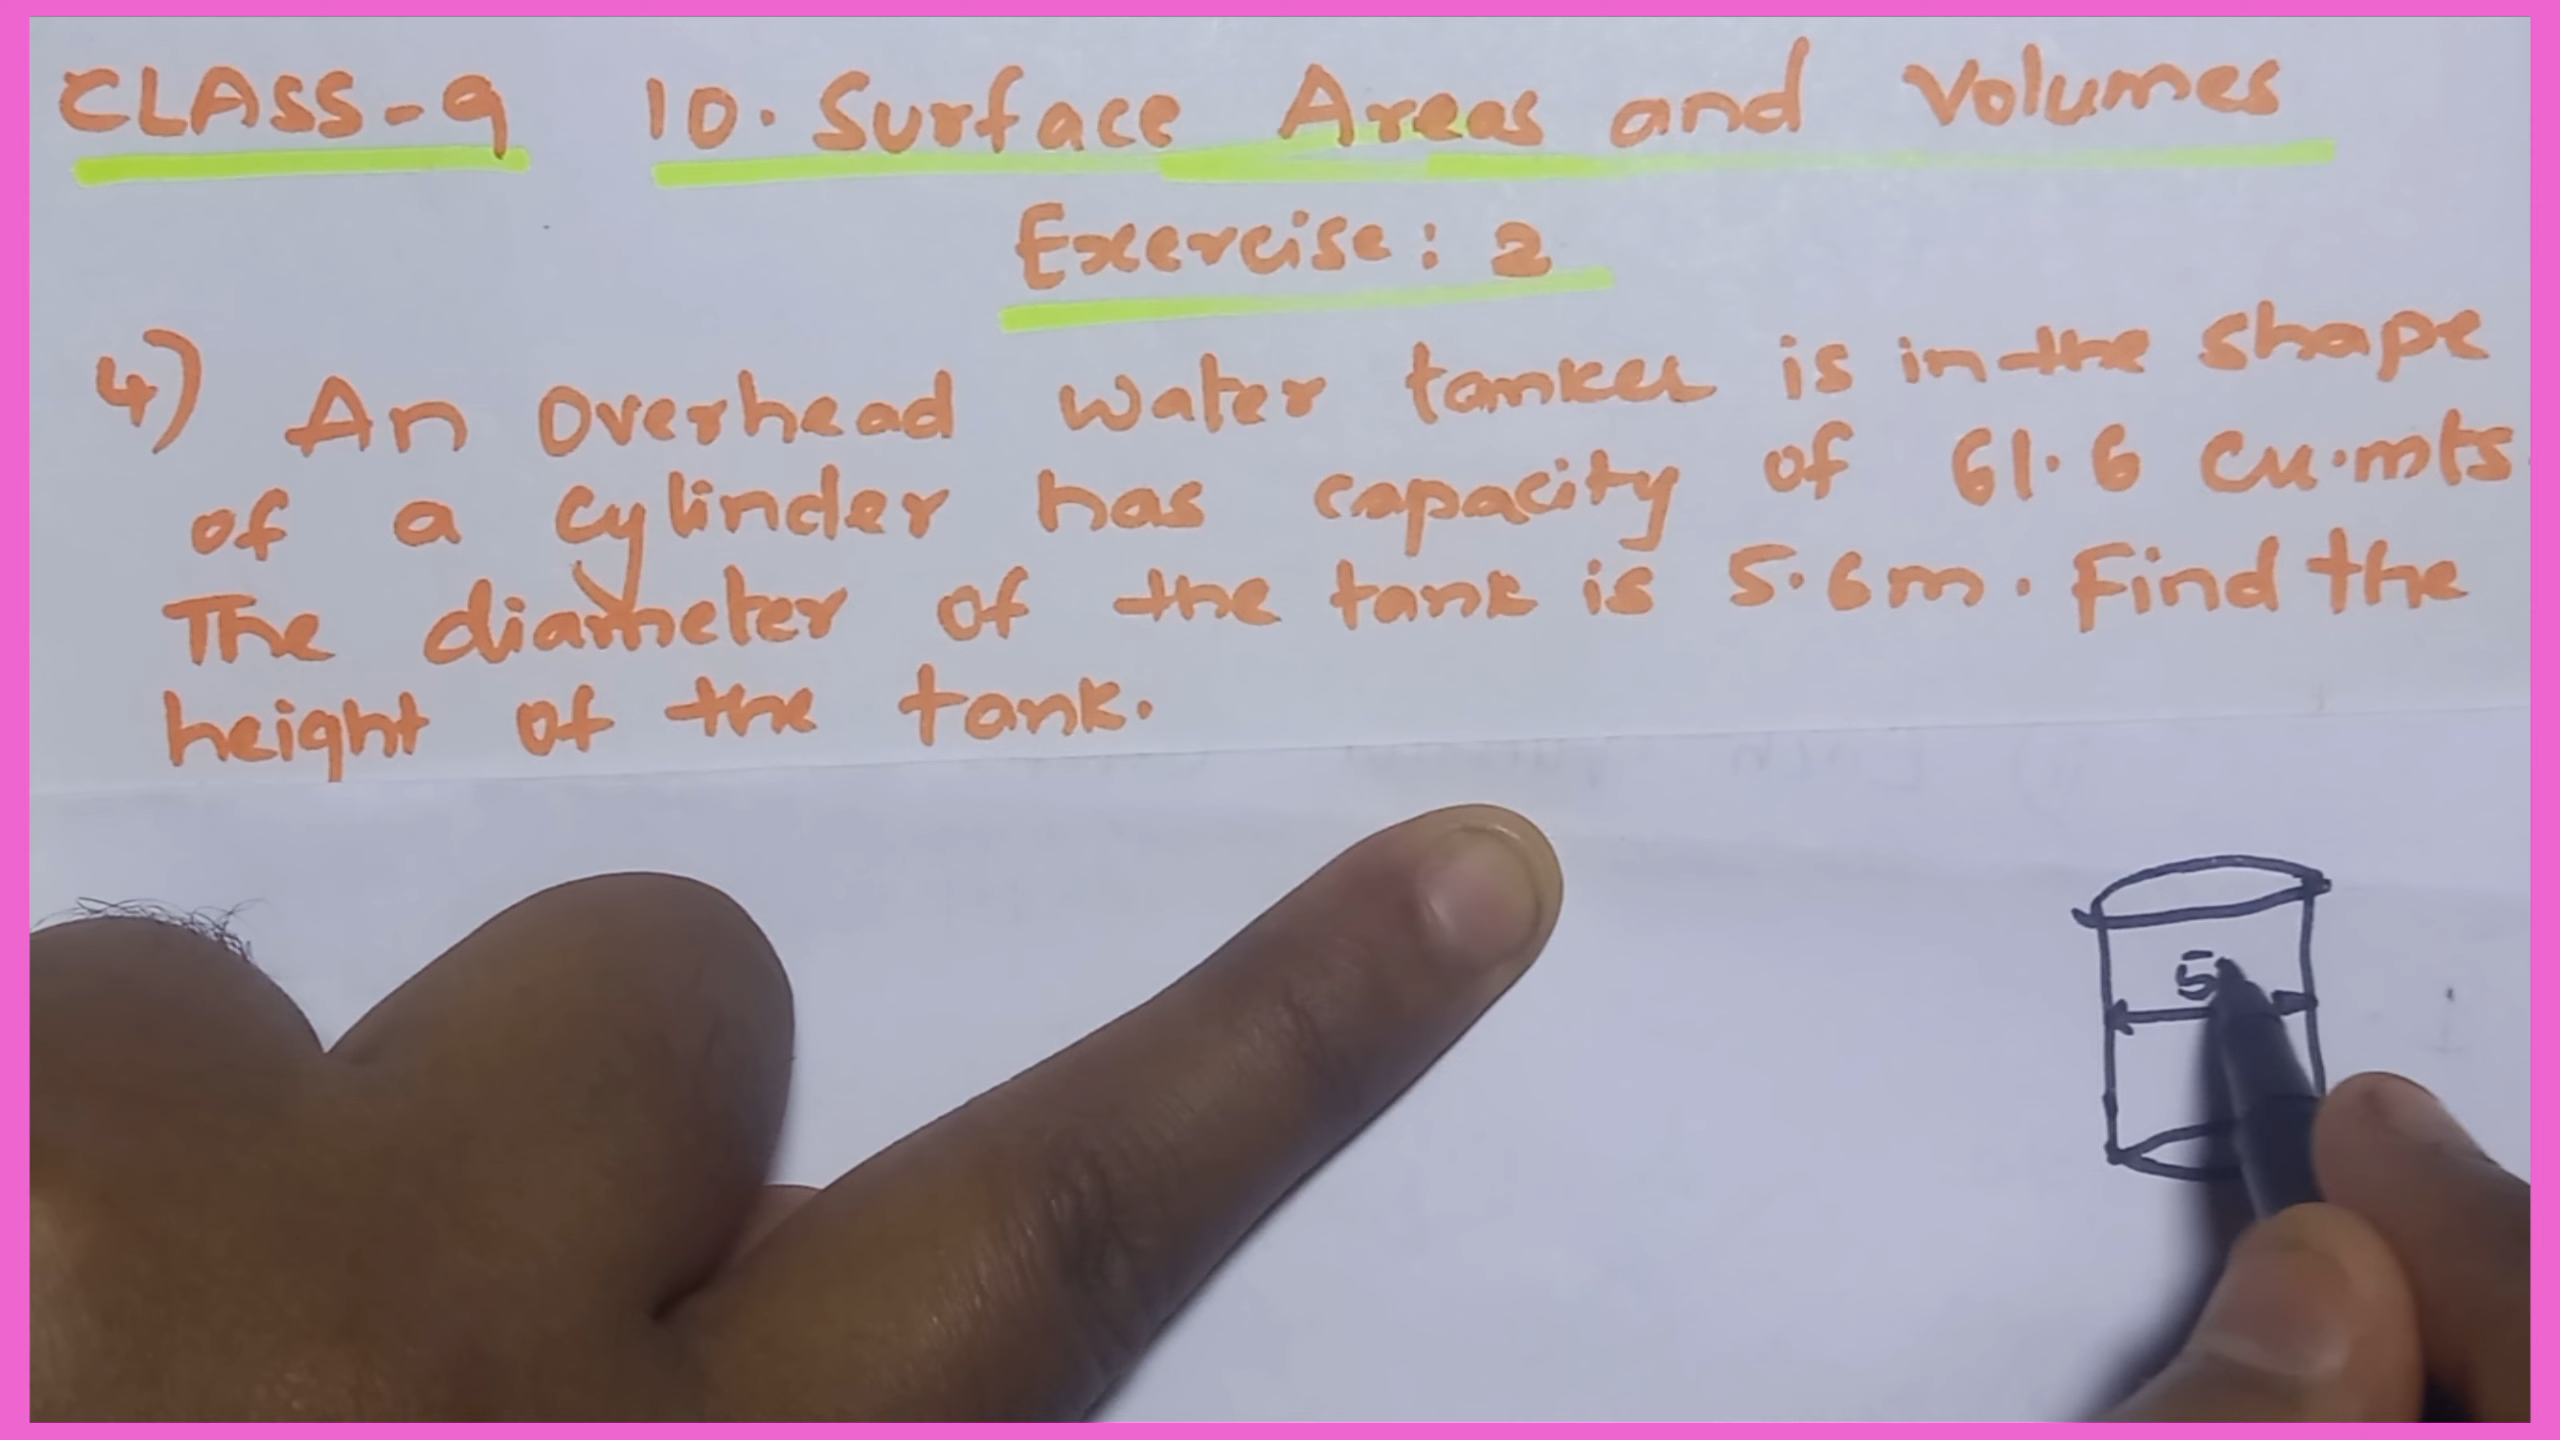 CLASS-9 10. Surface Areas and Volumes
Exercise: 2
4) An overhead water tanker is in the shape
of a cylinder has capacity of 61.6 cu.mts.
The diameter of the tank is 5.6m. Find the
height of the tank.
5